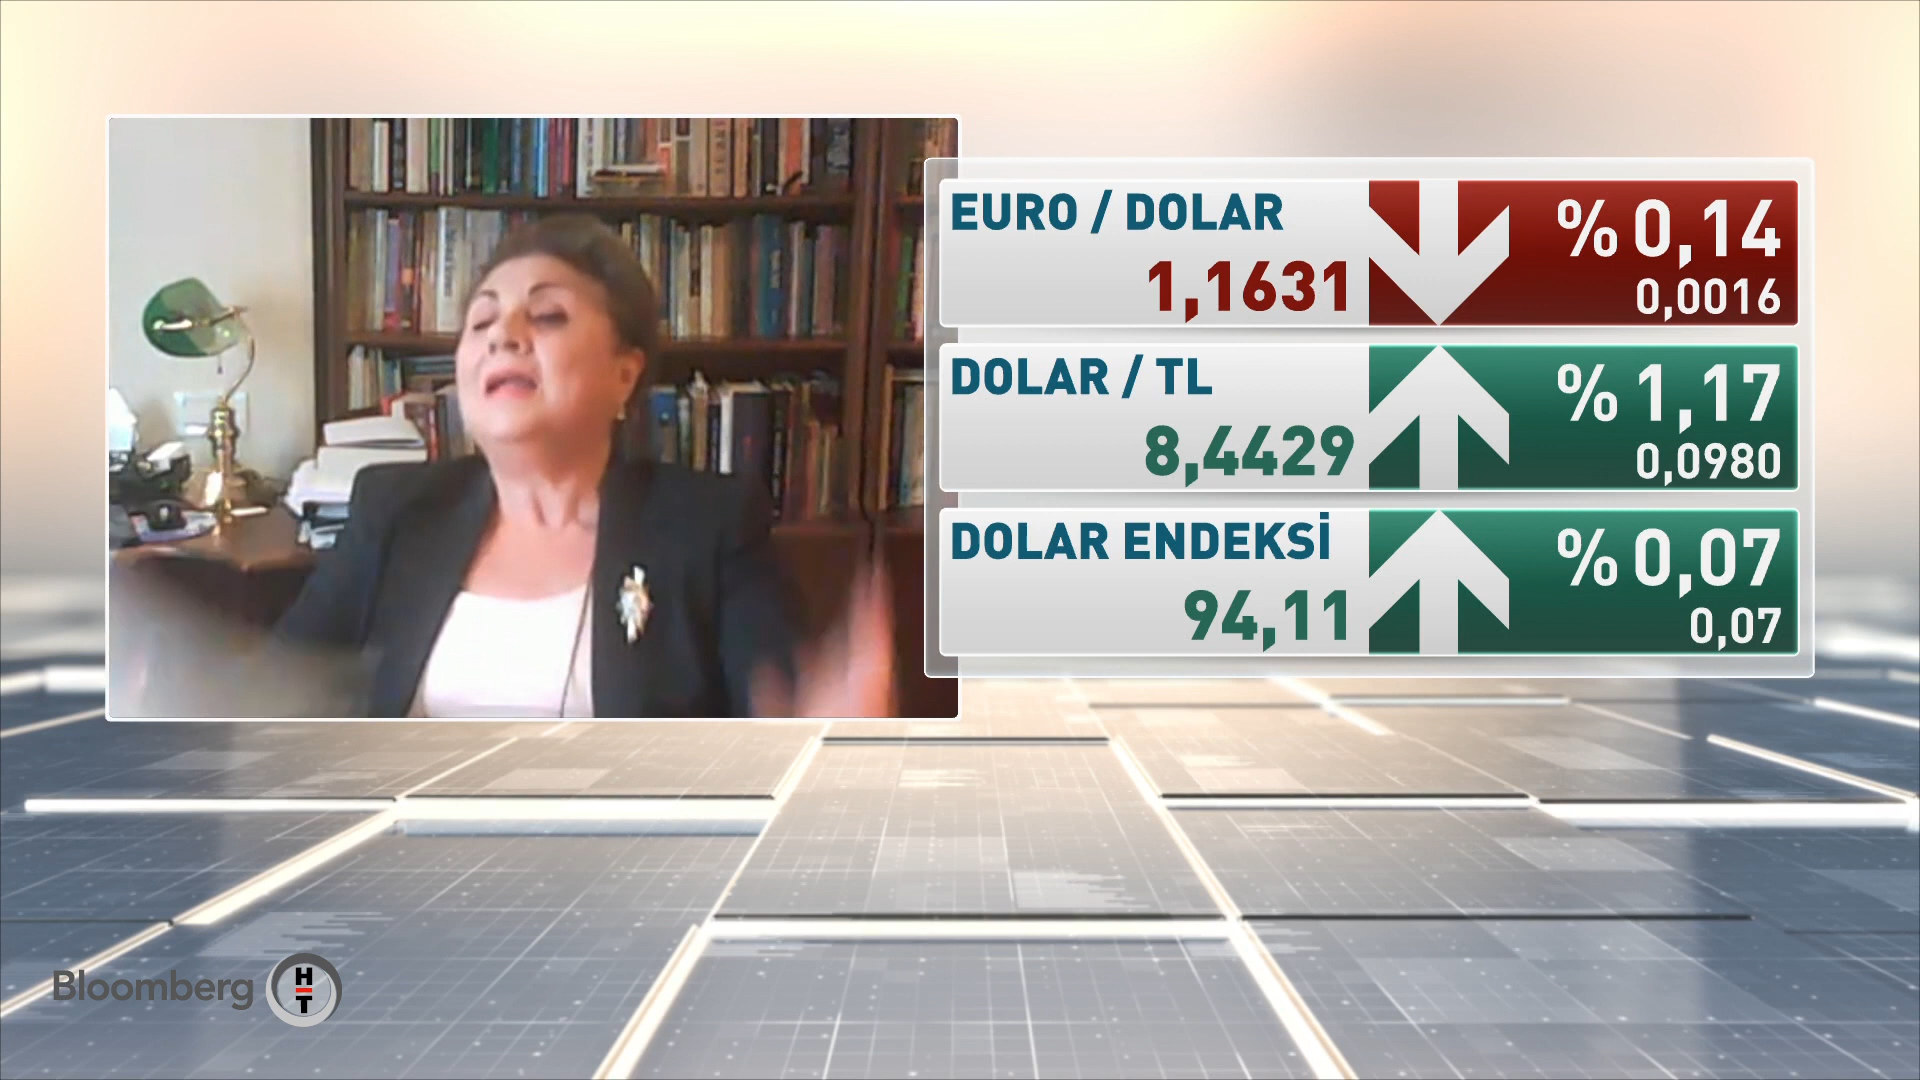 EURO / DOLAR
1,1631
% 0,14
0,0016
DOLAR / TL
8,4429
% 1,17
0,0980
DOLAR ENDEKSİ
94,11
% 0,07
0,07
Bloomberg HT